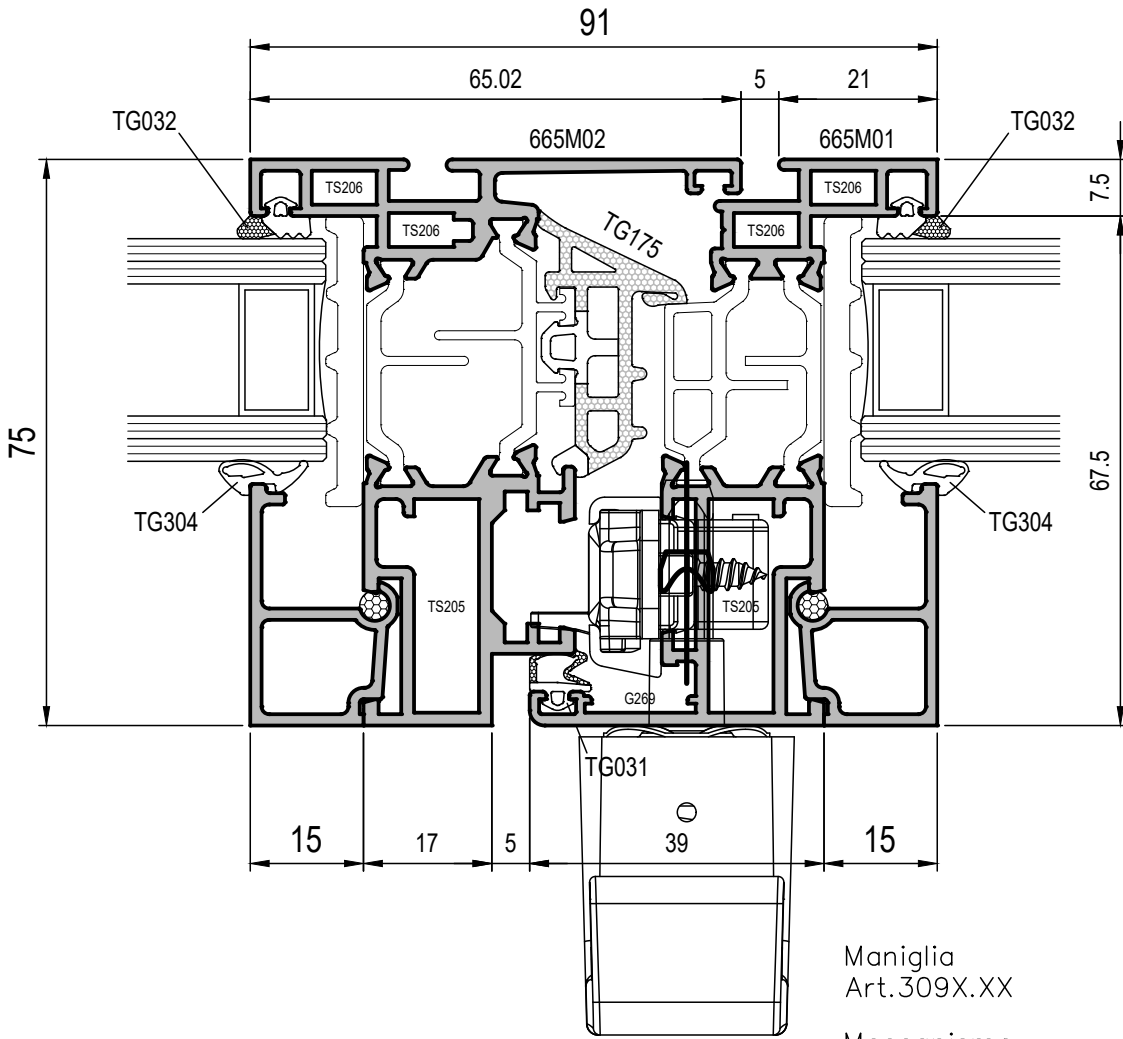 91
65.02 5 21
TG032 665M02 665M01 TG032
TS206 TS206
TS206 TS206
7.5
TG175
75
67.5
TG304 TG304
TS205 TS205
G269
TG031
15 17 5 39 15
Maniglia
Art.309X.XX